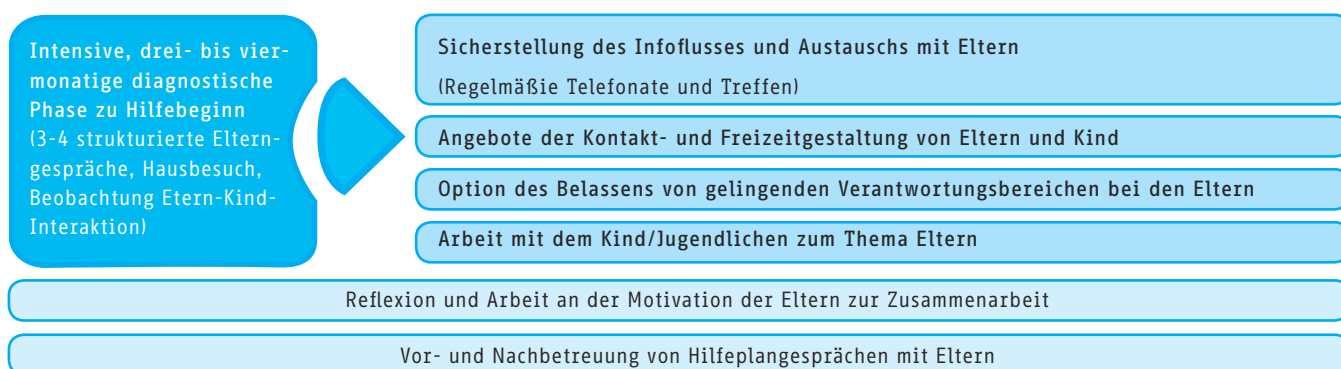 Intensive, drei- bis vier-
monatige diagnostische
Phase zu Hilfebeginn
(3-4 strukturierte Eltern-
gespräche, Hausbesuch,
Beobachtung Etern-Kind-
Interaktion)
Sicherstellung des Infoflusses und Austauschs mit Eltern
(Regelmäßie Telefonate und Treffen)
Angebote der Kontakt- und Freizeitgestaltung von Eltern und Kind
Option des Belassens von gelingenden Verantwortungsbereichen bei den Eltern
Arbeit mit dem Kind/Jugendlichen zum Thema Eltern
Reflexion und Arbeit an der Motivation der Eltern zur Zusammenarbeit
Vor- und Nachbetreuung von Hilfeplangesprächen mit Eltern